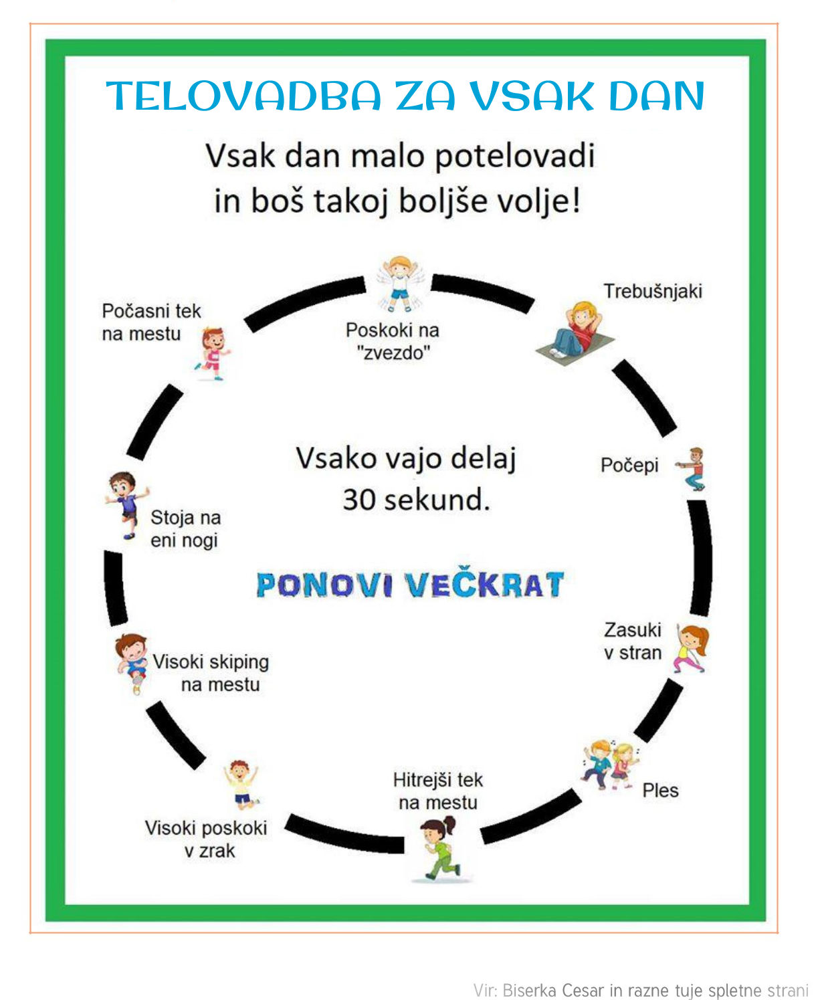 TELOVADBA ZA VSAK DAN
Vsak dan malo potelovadi
in boš takoj boljše volje!
Poskoki na
"zvezdo"
Trebušnjaki
Počepi
Zasuki
v stran
Ples
Hitrejši tek
na mestu
Visoki poskoki
v zrak
Visoki skiping
na mestu
Stoja na
eni nogi
Počasni tek
na mestu
Vsako vajo delaj
30 sekund.
PONOVI VEČKRAT
Vir: Biserka Cesar in razne tuje spletne strani